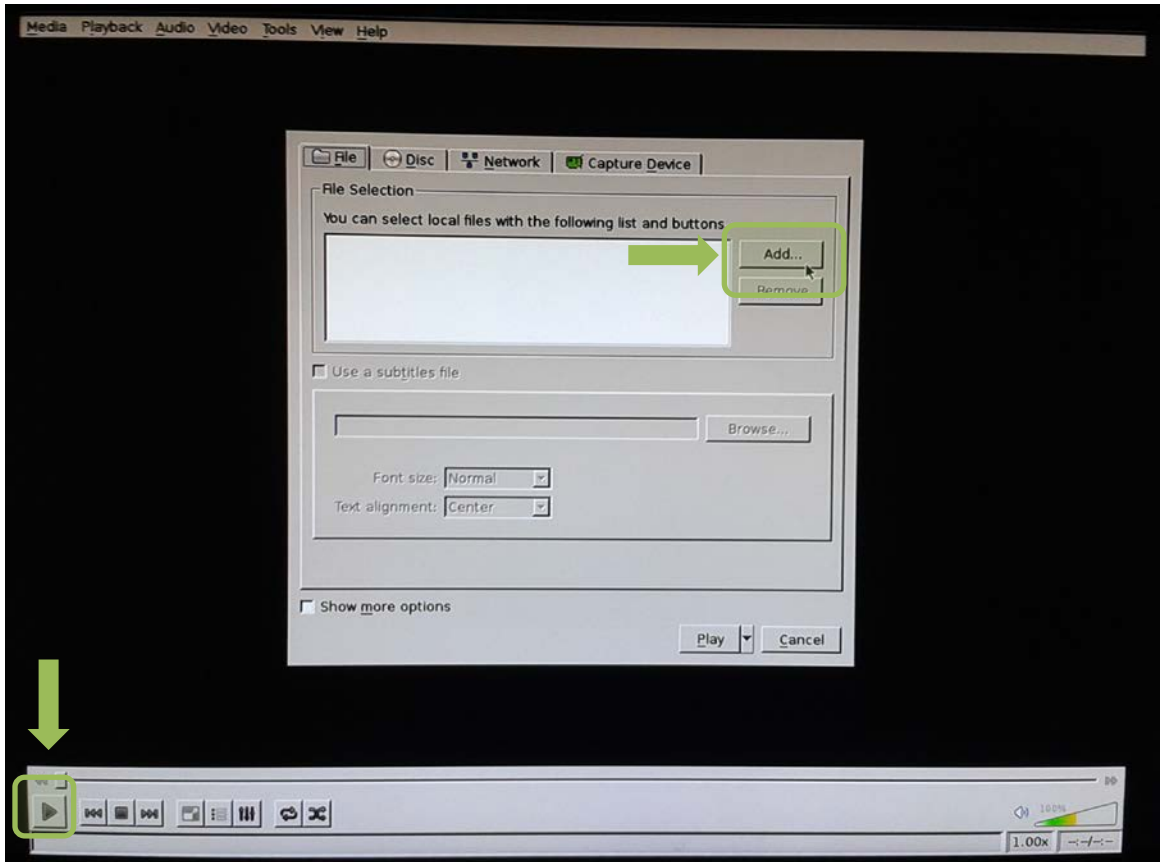 Media Playback Audio Video Tools View Help
File Disc Network Capture Device
File Selection
You can select local files with the following list and buttons
Add...
Remove
Use a subtitles file
Browse...
Font size: Normal
Text alignment: Center
Show more options
Play Cancel
100%
1.00x --:--/--:--